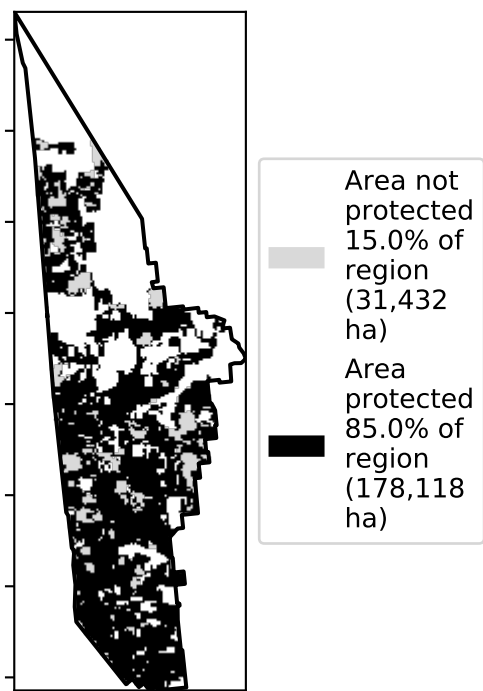 Area not
protected
15.0% of
region
(31,432
ha)
Area
protected
85.0% of
region
(178,118
ha)